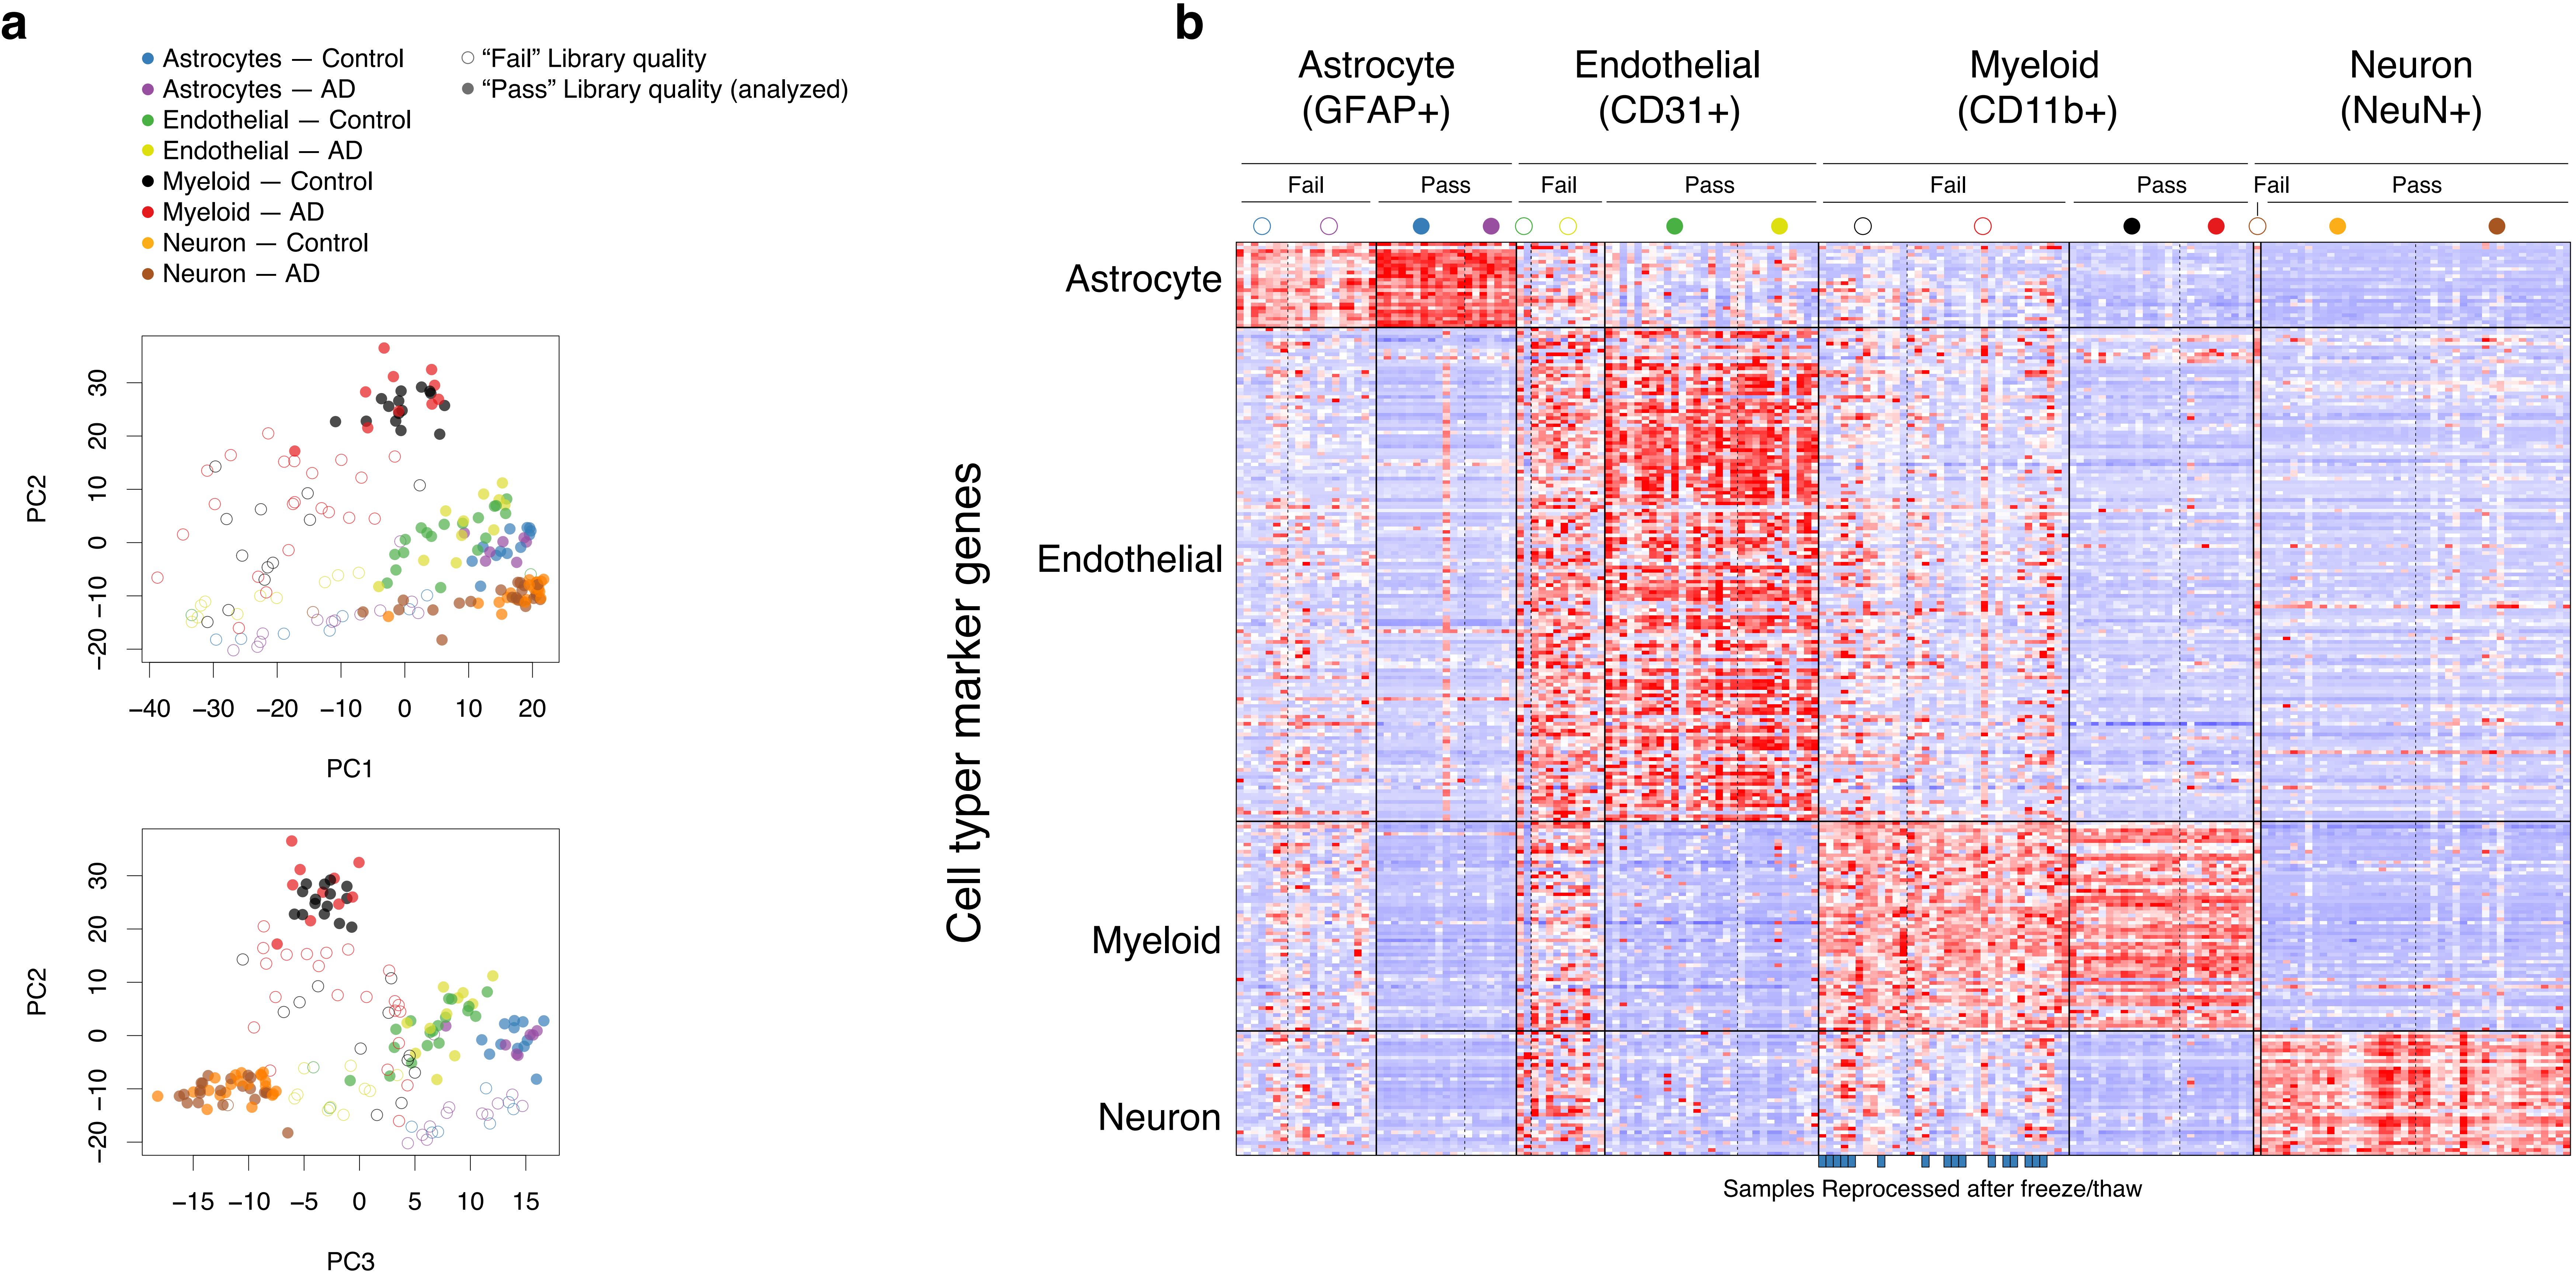 a
Astrocytes — Control
Astrocytes — AD
Endothelial — Control
Endothelial — AD
Myeloid — Control
Myeloid — AD
Neuron — Control
Neuron — AD
“Fail” Library quality
“Pass” Library quality (analyzed)
PC2
30
20
10
0
−10
−20
−40 −30 −20 −10 0 10 20
PC1
PC2
30
20
10
0
−10
−20
−15 −10 −5 0 5 10 15
PC3
b
Astrocyte
(GFAP+)
Endothelial
(CD31+)
Myeloid
(CD11b+)
Neuron
(NeuN+)
Fail Pass Fail Pass Fail Pass Fail Pass
Cell typer marker genes
Astrocyte
Endothelial
Myeloid
Neuron
Samples Reprocessed after freeze/thaw